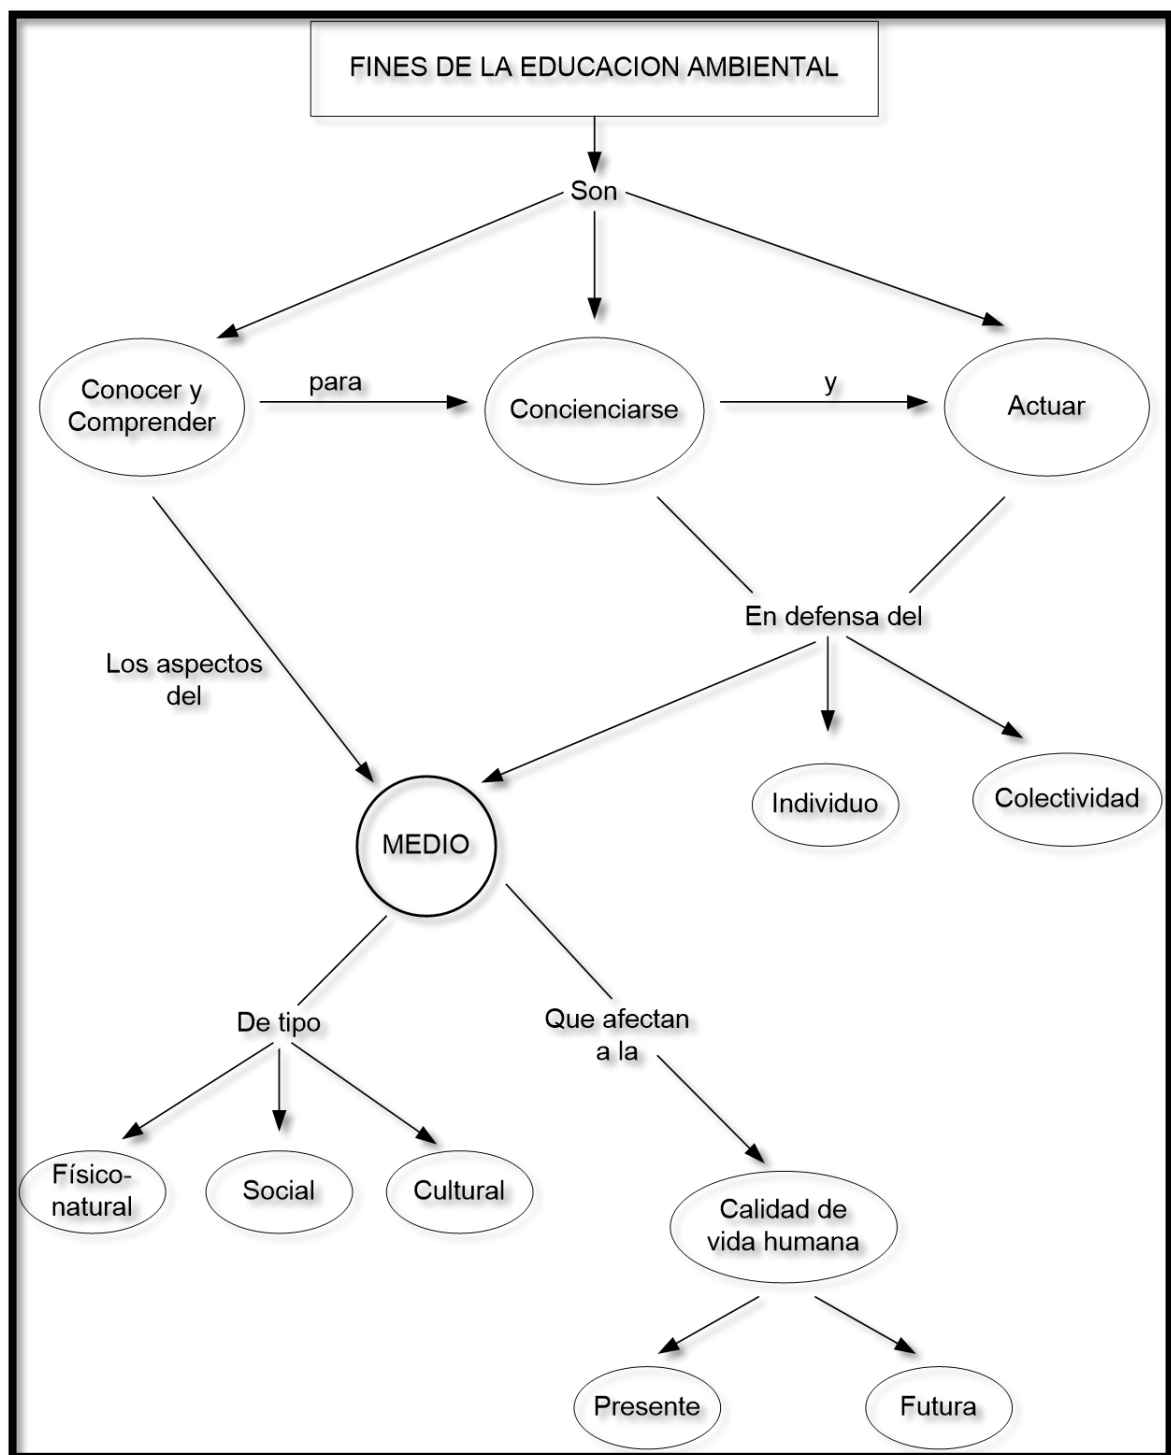 FINES DE LA EDUCACION AMBIENTAL
Son
Conocer y
Comprender
para
Concienciarse
y
Actuar
En defensa del
Los aspectos
del
Individuo
Colectividad
MEDIO
De tipo
Que afectan
a la
Físico-
natural
Social
Cultural
Calidad de
vida humana
Presente
Futura